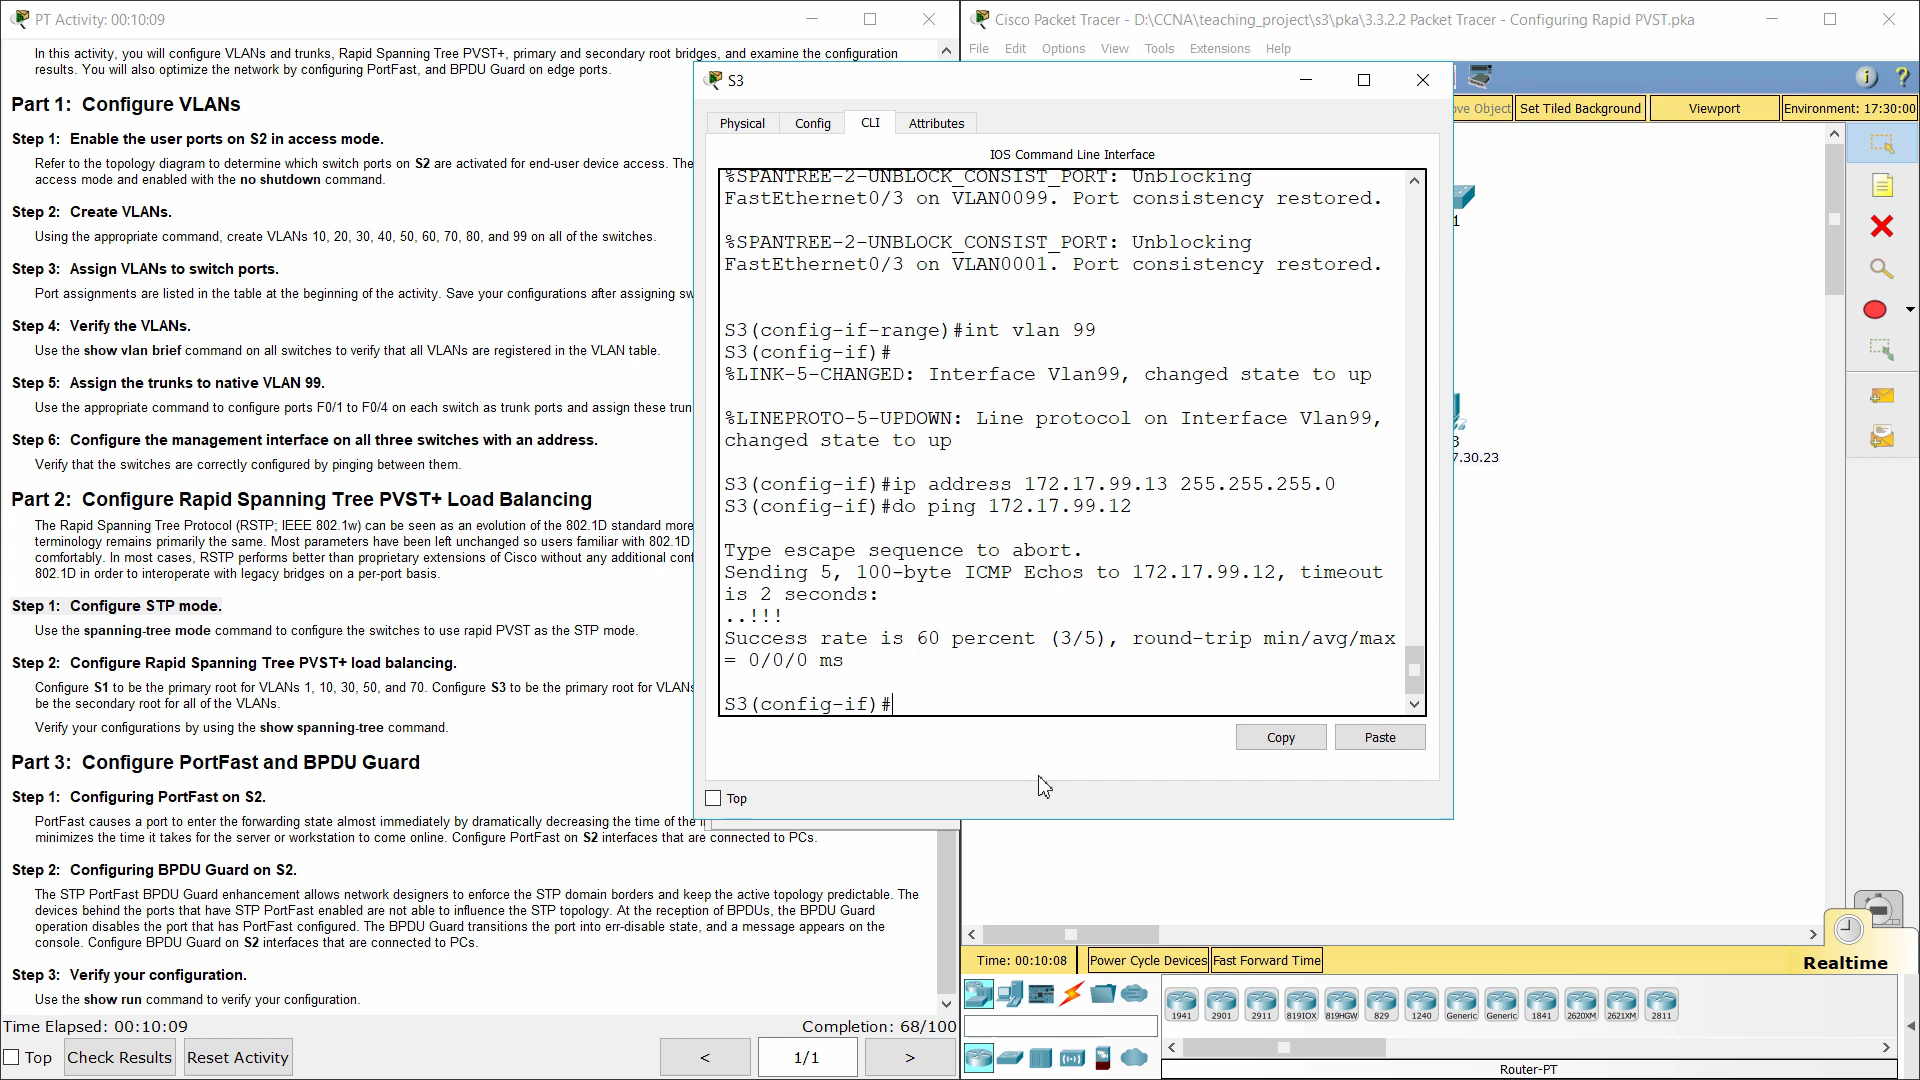 PT Activity: 00:10:09
In this activity, you will configure VLANs and trunks, Rapid Spanning Tree PVST+, primary and secondary root bridges, and examine the configuration
results. You will also optimize the network by configuring PortFast, and BPDU Guard on edge ports.
Part 1: Configure VLANs
Step 1: Enable the user ports on S2 in access mode.
Refer to the topology diagram to determine which switch ports on S2 are activated for end-user device access. The
access mode and enabled with the no shutdown command.
Step 2: Create VLANs.
Using the appropriate command, create VLANs 10, 20, 30, 40, 50, 60, 70, 80, and 99 on all of the switches.
Step 3: Assign VLANs to switch ports.
Port assignments are listed in the table at the beginning of the activity. Save your configurations after assigning sw
Step 4: Verify the VLANs.
Use the show vlan brief command on all switches to verify that all VLANs are registered in the VLAN table.
Step 5: Assign the trunks to native VLAN 99.
Use the appropriate command to configure ports F0/1 to F0/4 on each switch as trunk ports and assign these trun
Step 6: Configure the management interface on all three switches with an address.
Verify that the switches are correctly configured by pinging between them.
Part 2: Configure Rapid Spanning Tree PVST+ Load Balancing
The Rapid Spanning Tree Protocol (RSTP; IEEE 802.1w) can be seen as an evolution of the 802.1D standard more
terminology remains primarily the same. Most parameters have been left unchanged so users familiar with 802.1D
comfortably. In most cases, RSTP performs better than proprietary extensions of Cisco without any additional conf
802.1D in order to interoperate with legacy bridges on a per-port basis.
Step 1: Configure STP mode.
Use the spanning-tree mode command to configure the switches to use rapid PVST as the STP mode.
Step 2: Configure Rapid Spanning Tree PVST+ load balancing.
Configure S1 to be the primary root for VLANs 1, 10, 30, 50, and 70. Configure S3 to be the primary root for VLANs
be the secondary root for all of the VLANs.
Verify your configurations by using the show spanning-tree command.
Part 3: Configure PortFast and BPDU Guard
Step 1: Configuring PortFast on S2.
PortFast causes a port to enter the forwarding state almost immediately by dramatically decreasing the time of the
minimizes the time it takes for the server or workstation to come online. Configure PortFast on S2 interfaces that are connected to PCs.
Step 2: Configuring BPDU Guard on S2.
The STP PortFast BPDU Guard enhancement allows network designers to enforce the STP domain borders and keep the active topology predictable. The
devices behind the ports that have STP PortFast enabled are not able to influence the STP topology. At the reception of BPDUs, the BPDU Guard
operation disables the port that has PortFast configured. The BPDU Guard transitions the port into err-disable state, and a message appears on the
console. Configure BPDU Guard on S2 interfaces that are connected to PCs.
Step 3: Verify your configuration.
Use the show run command to verify your configuration.
Time Elapsed: 00:10:09
Completion: 68/100
Top
Check Results
Reset Activity
<
1/1
>
Cisco Packet Tracer - D:\CCNA\teaching_project\s3\pka\3.3.2.2 Packet Tracer - Configuring Rapid PVST.pka
File Edit Options View Tools Extensions Help
ove Object
Set Tiled Background
Viewport
Environment: 17:30:00
1
3
7.30.23
S3
Physical Config CLI Attributes
IOS Command Line Interface
%SPANTREE-2-UNBLOCK_CONSIST_PORT: Unblocking
FastEthernet0/3 on VLAN0099. Port consistency restored.
%SPANTREE-2-UNBLOCK_CONSIST_PORT: Unblocking
FastEthernet0/3 on VLAN0001. Port consistency restored.
S3(config-if-range)#int vlan 99
S3(config-if)#
%LINK-5-CHANGED: Interface Vlan99, changed state to up
%LINEPROTO-5-UPDOWN: Line protocol on Interface Vlan99,
changed state to up
S3(config-if)#ip address 172.17.99.13 255.255.255.0
S3(config-if)#do ping 172.17.99.12
Type escape sequence to abort.
Sending 5, 100-byte ICMP Echos to 172.17.99.12, timeout
is 2 seconds:
..!!!
Success rate is 60 percent (3/5), round-trip min/avg/max
= 0/0/0 ms
S3(config-if)#
Copy
Paste
Top
Time: 00:10:08
Power Cycle Devices
Fast Forward Time
Realtime
1941 2901 2911 819IOX 819HGW 829 1240 Generic Generic 1841 2620XM 2621XM 2811
Router-PT